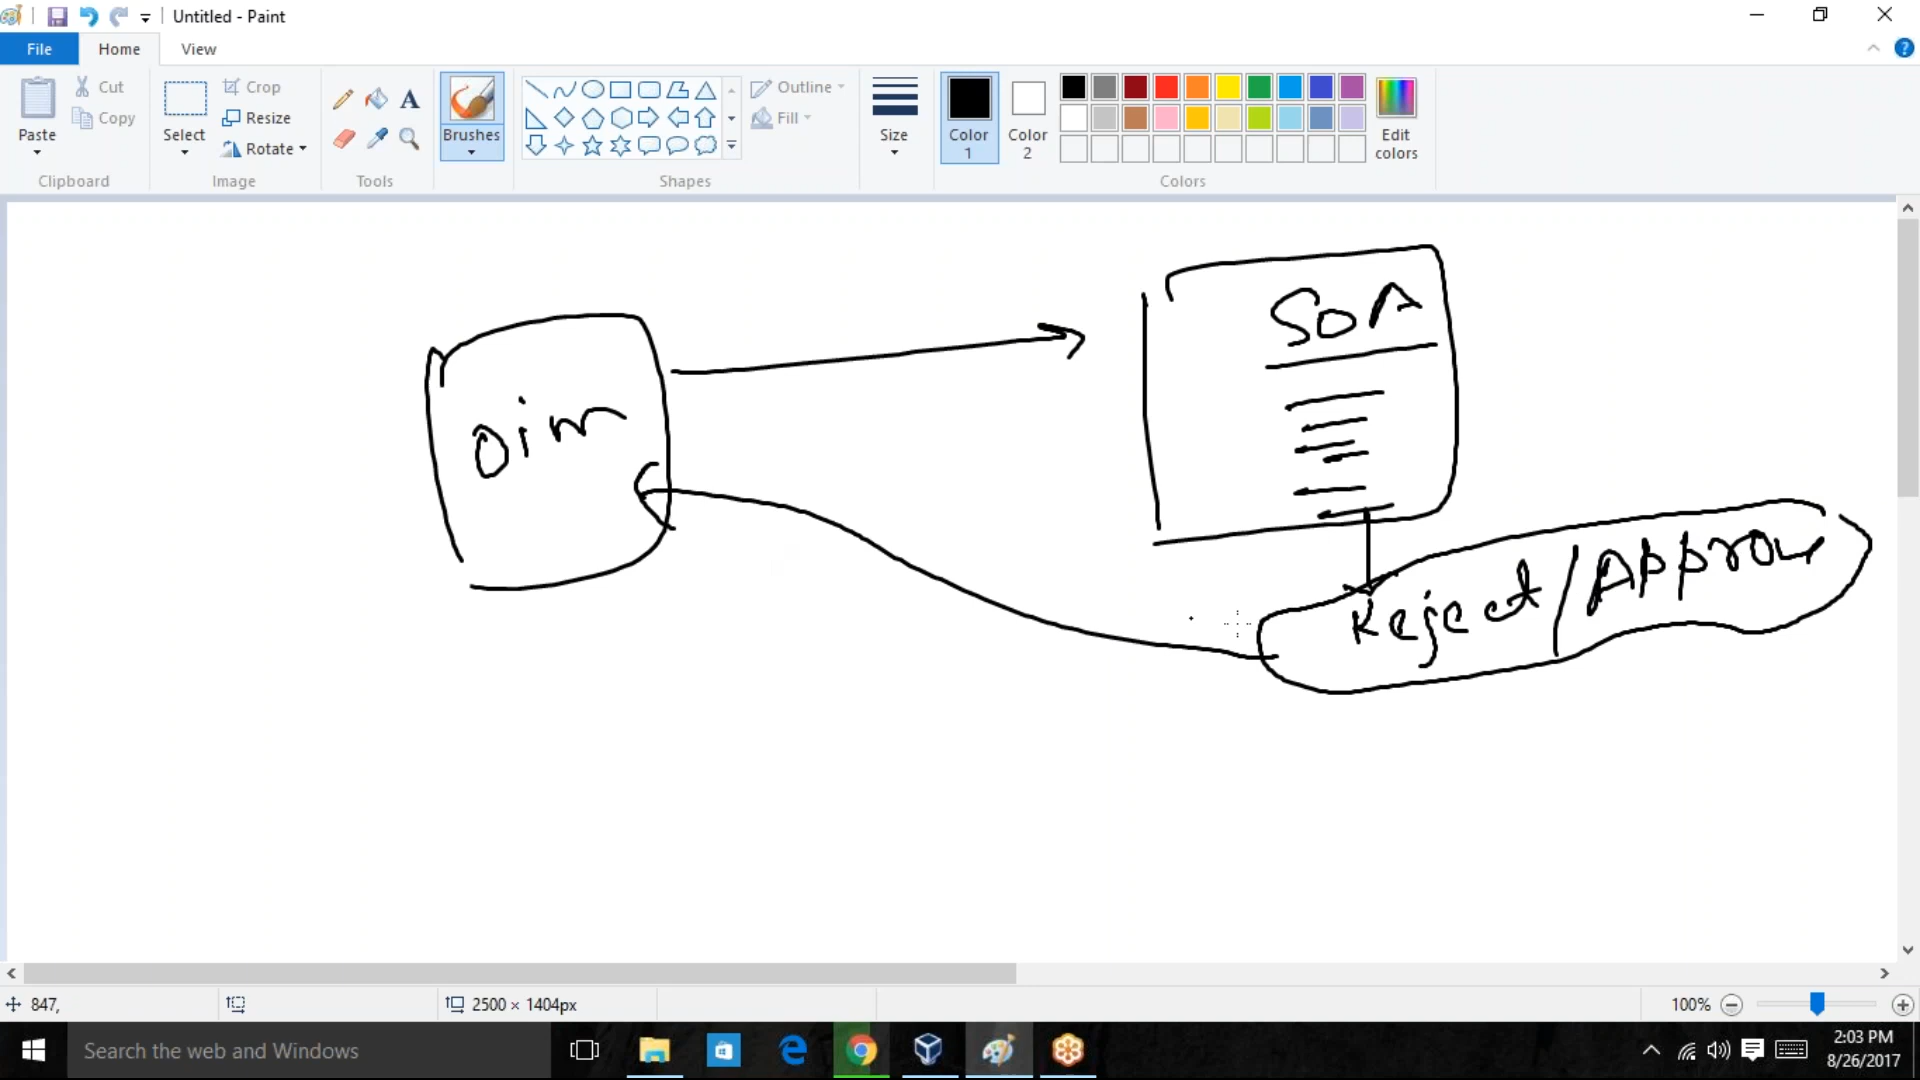 Untitled - Paint
File Home View
Paste
Cut
Copy
Clipboard
Select
Crop
Resize
Rotate
Image
Tools
Brushes
Shapes
Outline
Fill
Size
Color 1
Color 2
Edit colors
Colors
SOA
Oim
Reject/Approve
847,
2500 × 1404px
100%
Search the web and Windows
2:03 PM
8/26/2017